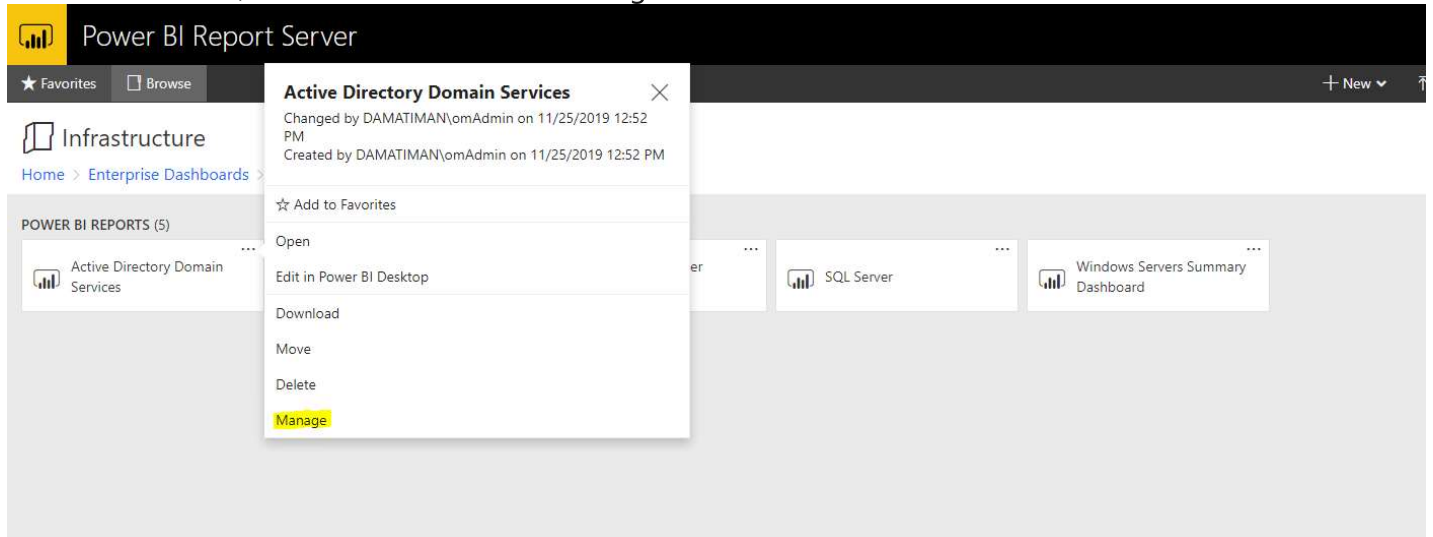 Power BI Report Server
Favorites Browse
New
Infrastructure
Home > Enterprise Dashboards >
Active Directory Domain Services
Changed by DAMATIMAN\omAdmin on 11/25/2019 12:52
PM
Created by DAMATIMAN\omAdmin on 11/25/2019 12:52 PM
Add to Favorites
Open
Edit in Power BI Desktop
Download
Move
Delete
Manage
POWER BI REPORTS (5)
...
Active Directory Domain
Services
...
er
...
SQL Server
...
Windows Servers Summary
Dashboard